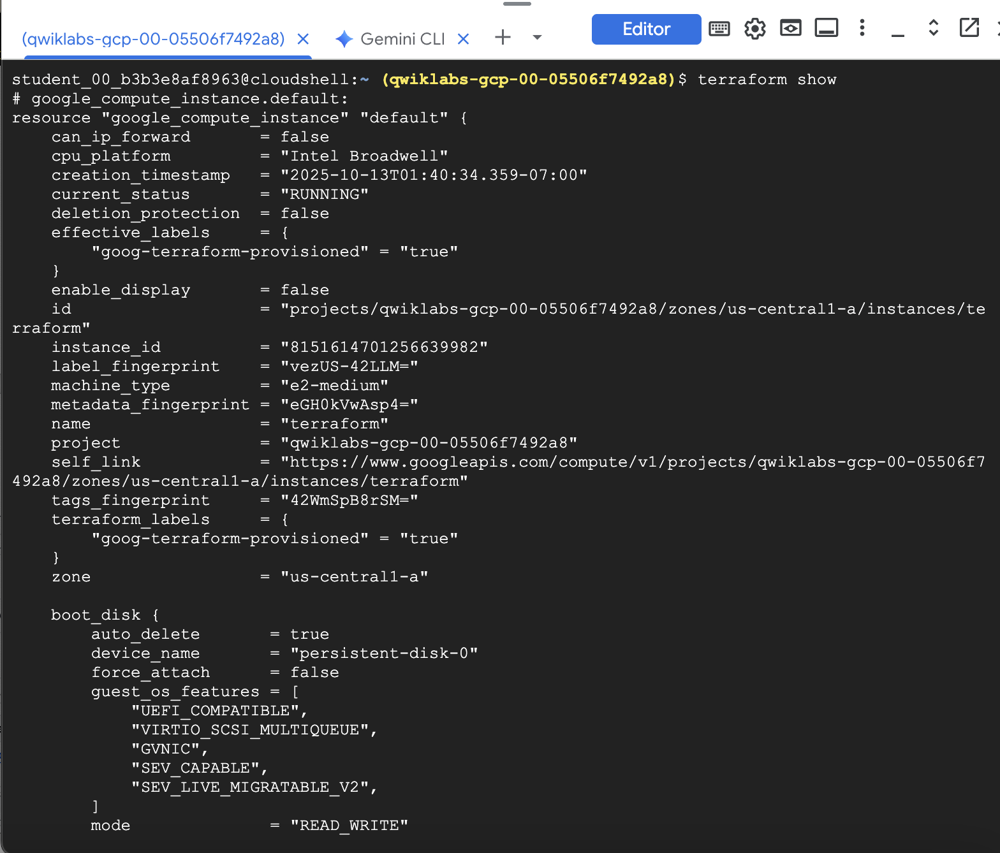 (qwiklabs-gcp-00-05506f7492a8) Gemini CLI Editor
student_00_b3b3e8af8963@cloudshell:~ (qwiklabs-gcp-00-05506f7492a8)$ terraform show
# google_compute_instance.default:
resource "google_compute_instance" "default" {
    can_ip_forward       = false
    cpu_platform         = "Intel Broadwell"
    creation_timestamp   = "2025-10-13T01:40:34.359-07:00"
    current_status       = "RUNNING"
    deletion_protection  = false
    effective_labels     = {
        "goog-terraform-provisioned" = "true"
    }
    enable_display       = false
    id                   = "projects/qwiklabs-gcp-00-05506f7492a8/zones/us-central1-a/instances/te
rraform"
    instance_id          = "8151614701256639982"
    label_fingerprint    = "vezUS-42LLM="
    machine_type         = "e2-medium"
    metadata_fingerprint = "eGH0kVwAsp4="
    name                 = "terraform"
    project              = "qwiklabs-gcp-00-05506f7492a8"
    self_link            = "https://www.googleapis.com/compute/v1/projects/qwiklabs-gcp-00-05506f7
492a8/zones/us-central1-a/instances/terraform"
    tags_fingerprint     = "42WmSpB8rSM="
    terraform_labels     = {
        "goog-terraform-provisioned" = "true"
    }
    zone                 = "us-central1-a"

    boot_disk {
        auto_delete       = true
        device_name       = "persistent-disk-0"
        force_attach      = false
        guest_os_features = [
            "UEFI_COMPATIBLE",
            "VIRTIO_SCSI_MULTIQUEUE",
            "GVNIC",
            "SEV_CAPABLE",
            "SEV_LIVE_MIGRATABLE_V2",
        ]
        mode              = "READ_WRITE"